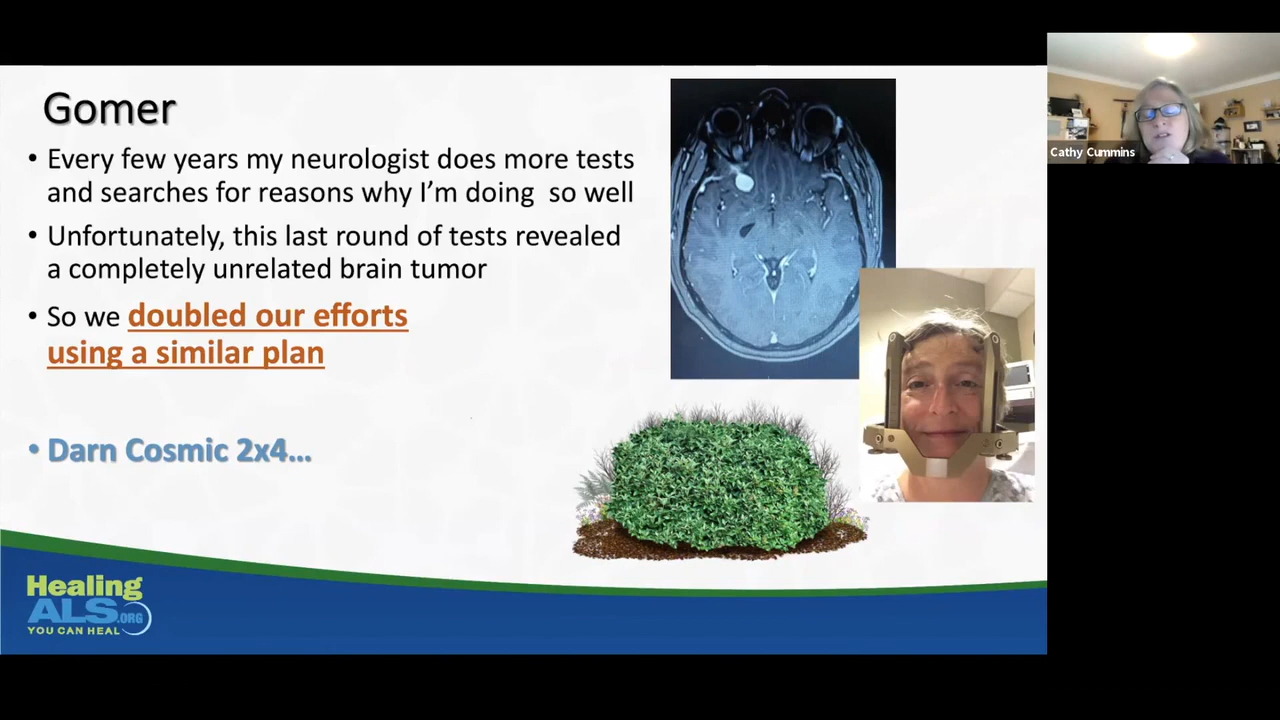 Gomer
• Every few years my neurologist does more tests
and searches for reasons why I’m doing  so well
• Unfortunately, this last round of tests revealed
a completely unrelated brain tumor
• So we doubled our efforts
using a similar plan
• Darn Cosmic 2x4...
Healing
ALS.ORG
YOU CAN HEAL
Cathy Cummins